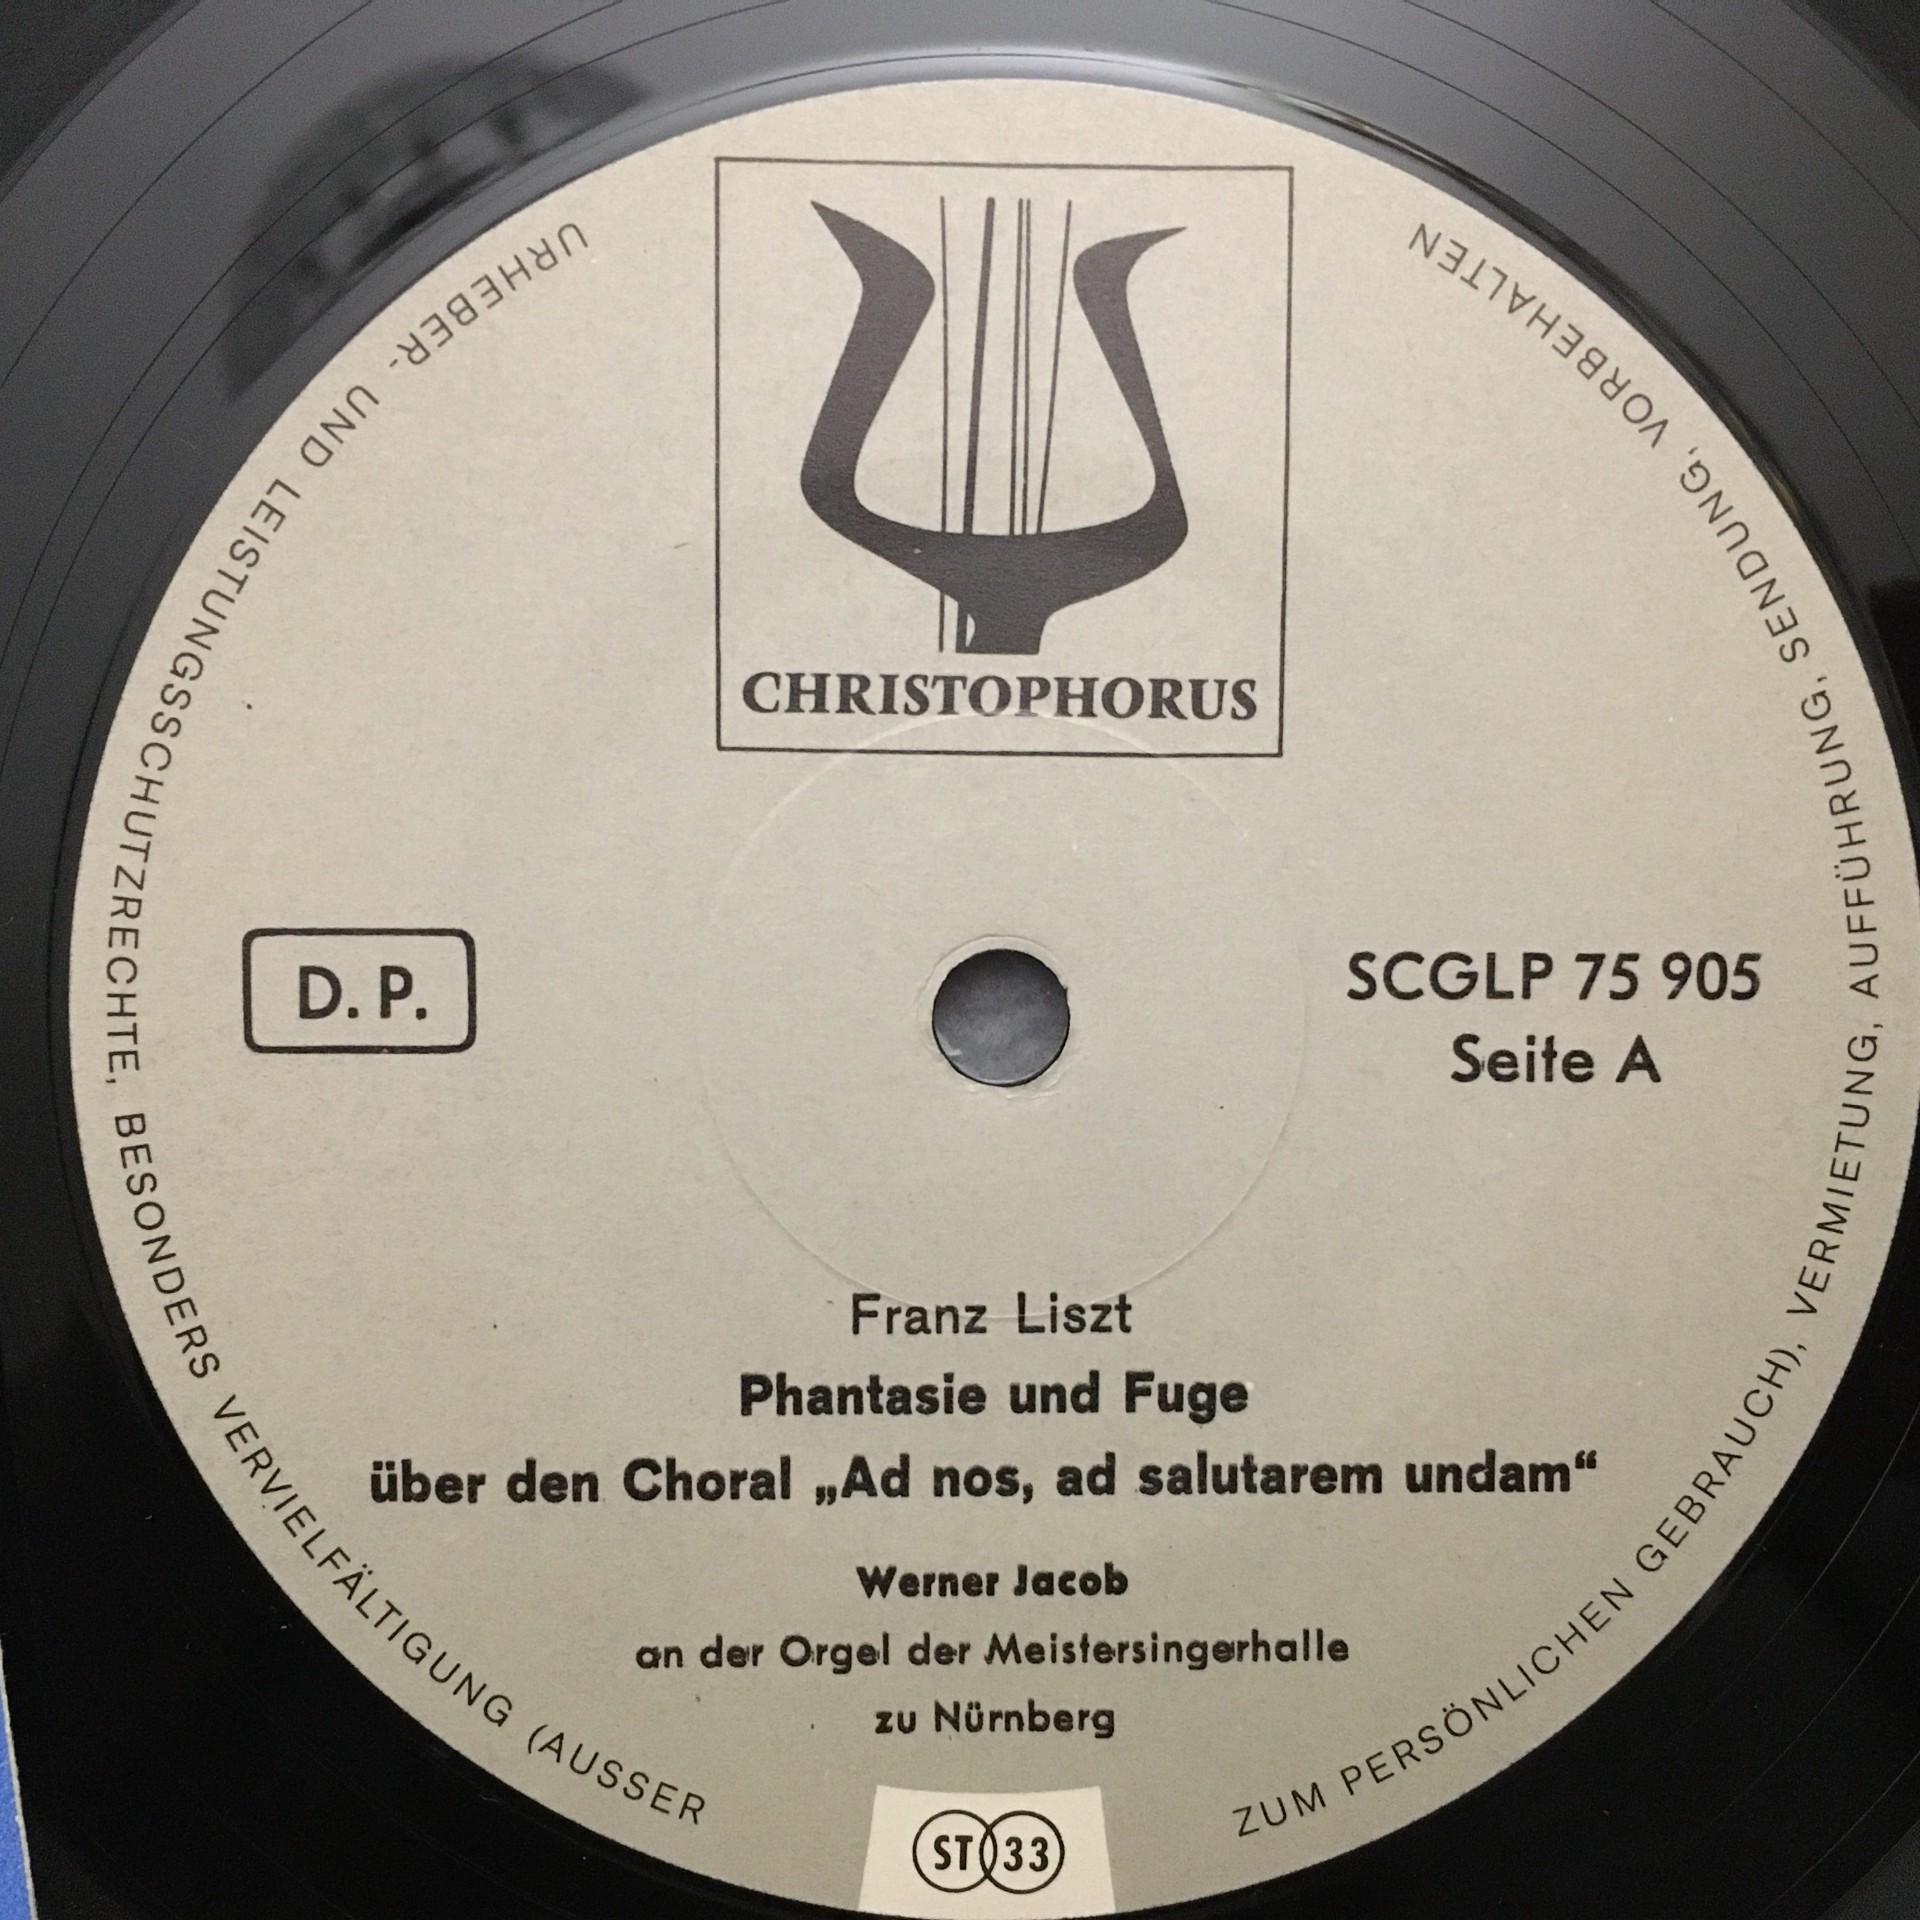 CHRISTOPHORUS
D. P.
SCGLP 75 905
Seite A
Franz Liszt
Phantasie und Fuge
über den Choral „Ad nos, ad salutarem undam“
Werner Jacob
an der Orgel der Meistersingerhalle
zu Nürnberg
ST 33
URHEBER- UND LEISTUNGSSCHUTZRECHTE, BESONDERS VERVIELFÄLTIGUNG (AUSSER
ZUM PERSÖNLICHEN GEBRAUCH), VERMIETUNG, AUFFÜHRUNG, SENDUNG, VORBEHALTEN